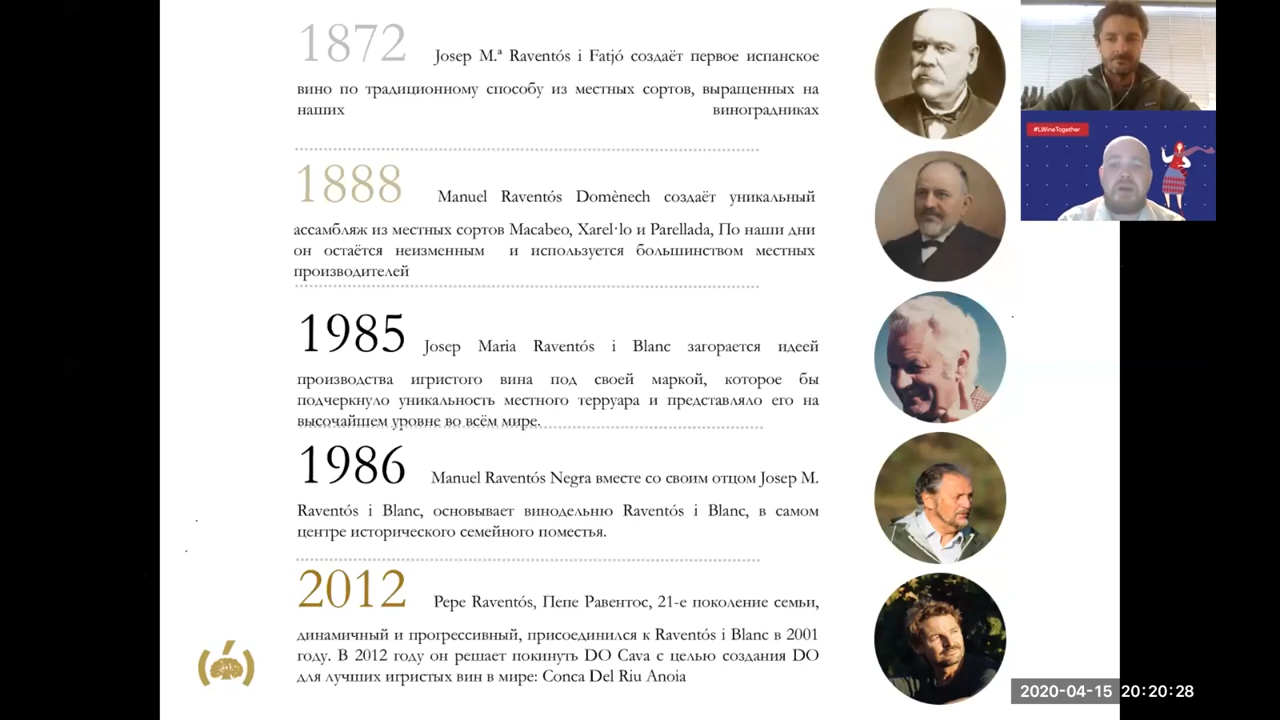 1872 Josep M.ª Raventós i Fatjó создаёт первое испанское
вино по традиционному способу из местных сортов, выращенных на
наших виноградниках
1888 Manuel Raventós Domènech создаёт уникальный
ассамбляж из местных сортов Macabeo, Xarel·lo и Parellada, По наши дни
он остаётся неизменным и используется большинством местных
производителей
1985 Josep Maria Raventós i Blanc загорается идеей
производства игристого вина под своей маркой, которое бы
подчеркнуло уникальность местного терруара и представляло его на
высочайшем уровне во всём мире.
1986 Manuel Raventós Negra вместе со своим отцом Josep M.
Raventós i Blanc, основывает винодельню Raventós i Blanc, в самом
центре исторического семейного поместья.
2012 Pepe Raventós, Пепе Равентос, 21-е поколение семьи,
динамичный и прогрессивный, присоединился к Raventós i Blanc в 2001
году. В 2012 году он решает покинуть DO Cava с целью создания DO
для лучших игристых вин в мире: Conca Del Riu Anoia
#LWineTogether
2020-04-15 20:20:28